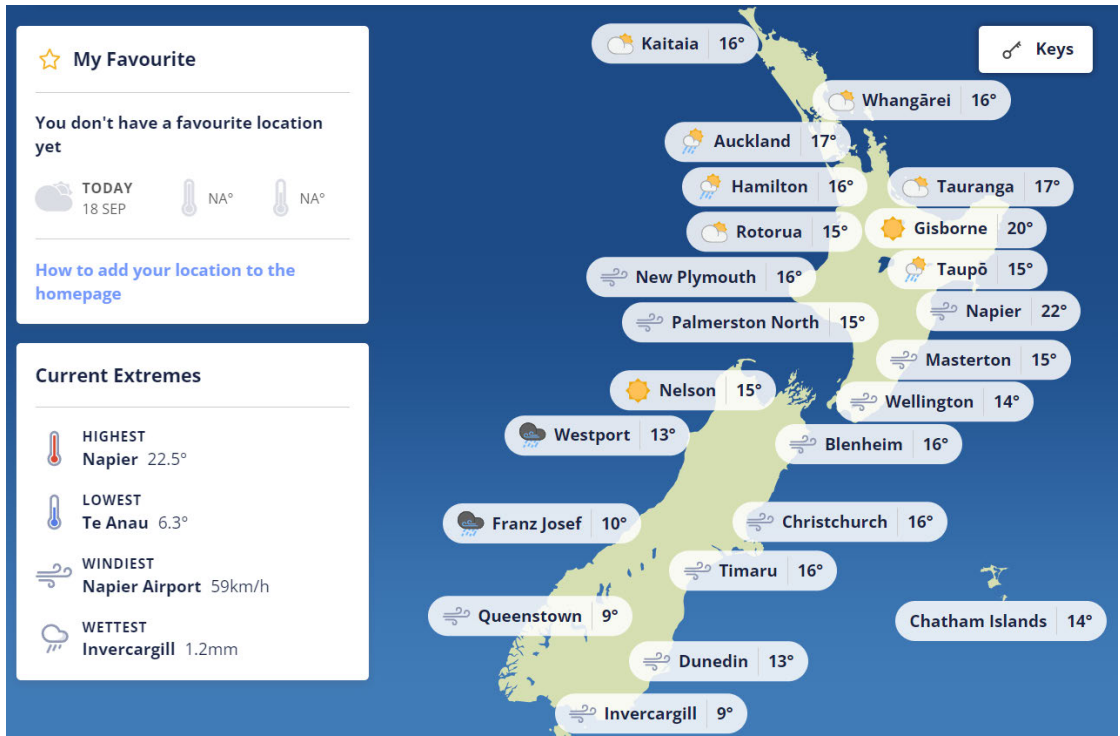 My Favourite
You don't have a favourite location
yet
TODAY
18 SEP
NA°
NA°
How to add your location to the
homepage
Current Extremes
HIGHEST
Napier 22.5°
LOWEST
Te Anau 6.3°
WINDIEST
Napier Airport 59km/h
WETTEST
Invercargill 1.2mm
Keys
Kaitaia 16°
Whangārei 16°
Auckland 17°
Hamilton 16°
Tauranga 17°
Rotorua 15°
Gisborne 20°
New Plymouth 16°
Taupō 15°
Palmerston North 15°
Napier 22°
Masterton 15°
Nelson 15°
Wellington 14°
Westport 13°
Blenheim 16°
Franz Josef 10°
Christchurch 16°
Timaru 16°
Queenstown 9°
Chatham Islands 14°
Dunedin 13°
Invercargill 9°